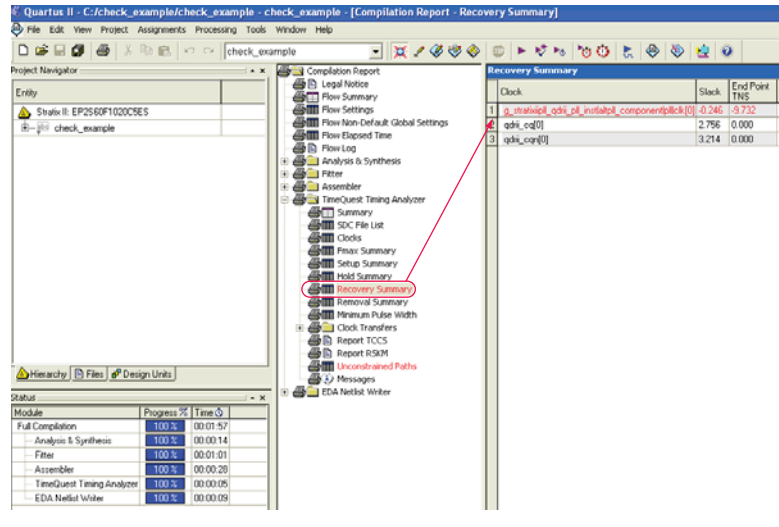 Quartus II - C:/check_example/check_example - check_example - [Compilation Report - Recovery Summary]
File Edit View Project Assignments Processing Tools Window Help
check_example
Project Navigator
Entity
Stratix II: EP2S60F1020C5ES
check_example
Hierarchy Files Design Units
Status
Module Progress % Time
Full Compilation 100 % 00:01:57
Analysis & Synthesis 100 % 00:00:14
Fitter 100 % 00:01:01
Assembler 100 % 00:00:28
TimeQuest Timing Analyzer 100 % 00:00:05
EDA Netlist Writer 100 % 00:00:09
Compilation Report
Legal Notice
Flow Summary
Flow Settings
Flow Non-Default Global Settings
Flow Elapsed Time
Flow Log
Analysis & Synthesis
Fitter
Assembler
TimeQuest Timing Analyzer
Summary
SDC File List
Clocks
Fmax Summary
Setup Summary
Hold Summary
Recovery Summary
Removal Summary
Minimum Pulse Width
Clock Transfers
Report TCCS
Report RSKM
Unconstrained Paths
Messages
EDA Netlist Writer
Recovery Summary
Clock Slack End Point TNS
1 -0.246 -9.732
2 qdrii_cq[0] 2.756 0.000
3 qdrii_cqn[0] 3.214 0.000